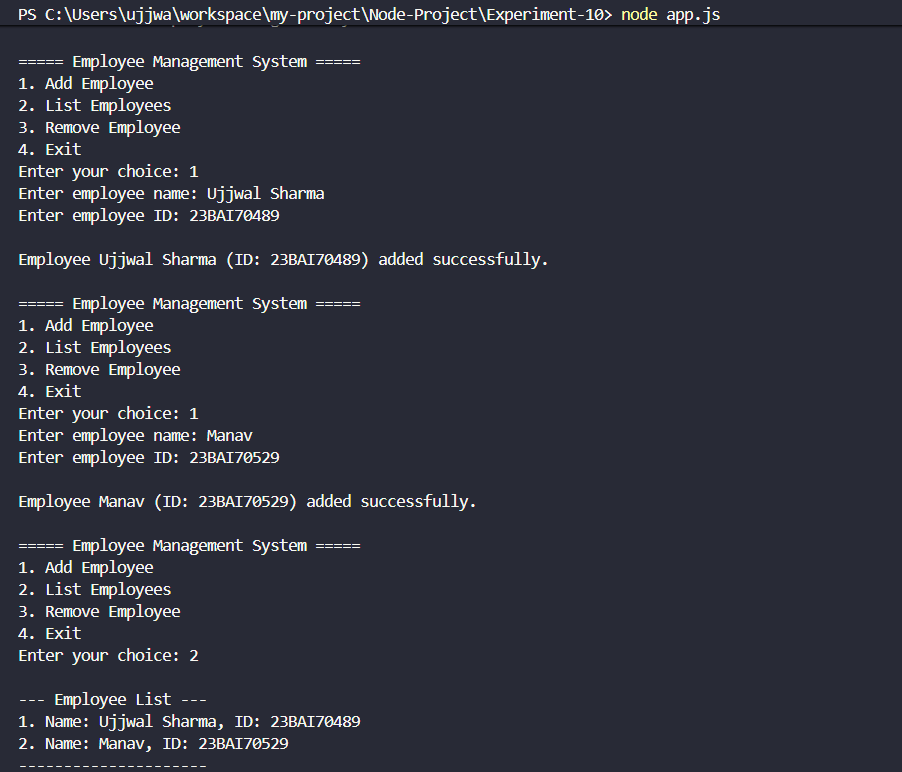 PS C:\Users\ujjwa\workspace\my-project\Node-Project\Experiment-10> node app.js
===== Employee Management System =====
1. Add Employee
2. List Employees
3. Remove Employee
4. Exit
Enter your choice: 1
Enter employee name: Ujjwal Sharma
Enter employee ID: 23BAI70489
Employee Ujjwal Sharma (ID: 23BAI70489) added successfully.
===== Employee Management System =====
1. Add Employee
2. List Employees
3. Remove Employee
4. Exit
Enter your choice: 1
Enter employee name: Manav
Enter employee ID: 23BAI70529
Employee Manav (ID: 23BAI70529) added successfully.
===== Employee Management System =====
1. Add Employee
2. List Employees
3. Remove Employee
4. Exit
Enter your choice: 2
--- Employee List ---
1. Name: Ujjwal Sharma, ID: 23BAI70489
2. Name: Manav, ID: 23BAI70529
---------------------